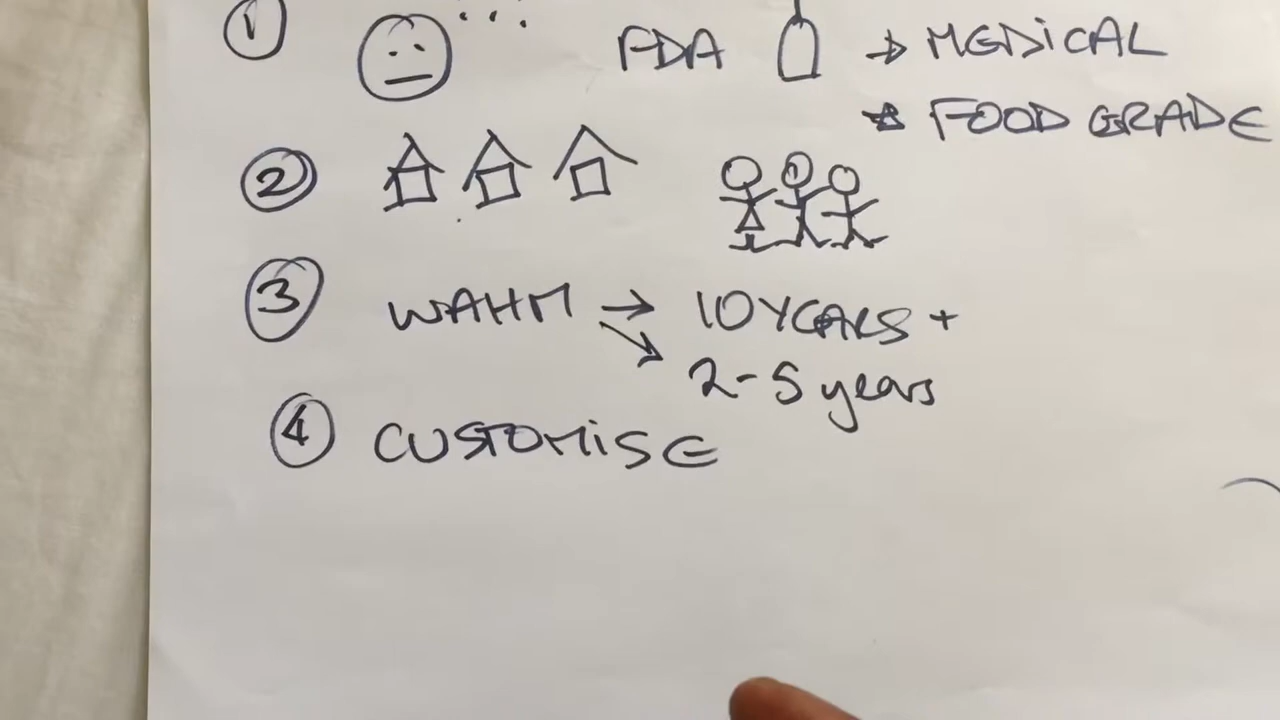 1 FDA → MEDICAL
FOOD GRADE
2
3 WAHM → 10 YEARS +
2-5 years
4 CUSTOMISE